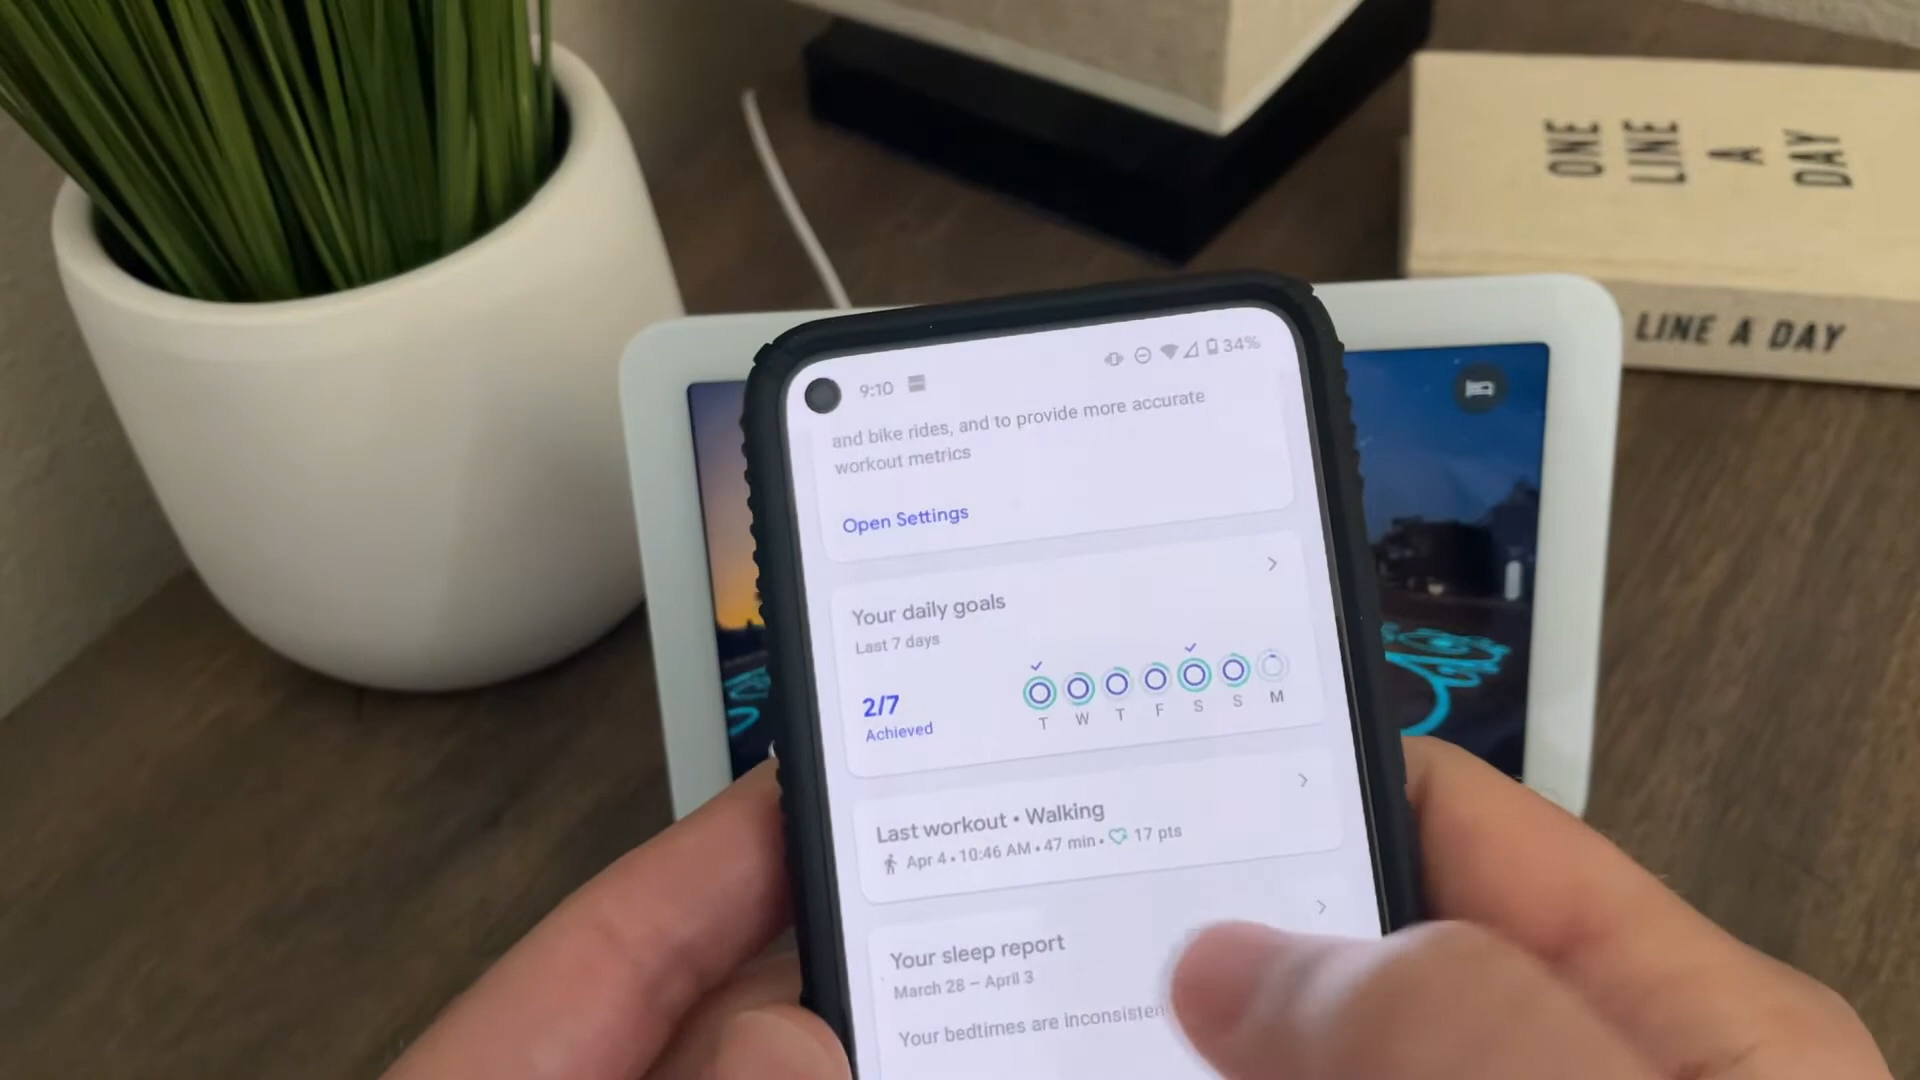 ONE
LINE
A
DAY
LINE A DAY
9:10
34%
and bike rides, and to provide more accurate
workout metrics
Open Settings
Your daily goals
Last 7 days
2/7
Achieved
T W T F S S M
Last workout • Walking
Apr 4 • 10:46 AM • 47 min • 17 pts
Your sleep report
March 28 – April 3
Your bedtimes are